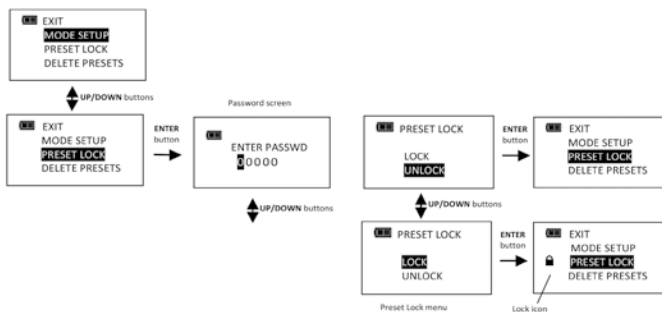 EXIT
MODE SETUP
PRESET LOCK
DELETE PRESETS
UP/DOWN buttons
EXIT
MODE SETUP
PRESET LOCK
DELETE PRESETS
ENTER
button
Password screen
ENTER PASSWD
00000
UP/DOWN buttons
PRESET LOCK
LOCK
UNLOCK
ENTER
button
EXIT
MODE SETUP
PRESET LOCK
DELETE PRESETS
UP/DOWN buttons
PRESET LOCK
LOCK
UNLOCK
Preset Lock menu
ENTER
button
EXIT
MODE SETUP
PRESET LOCK
DELETE PRESETS
Lock icon